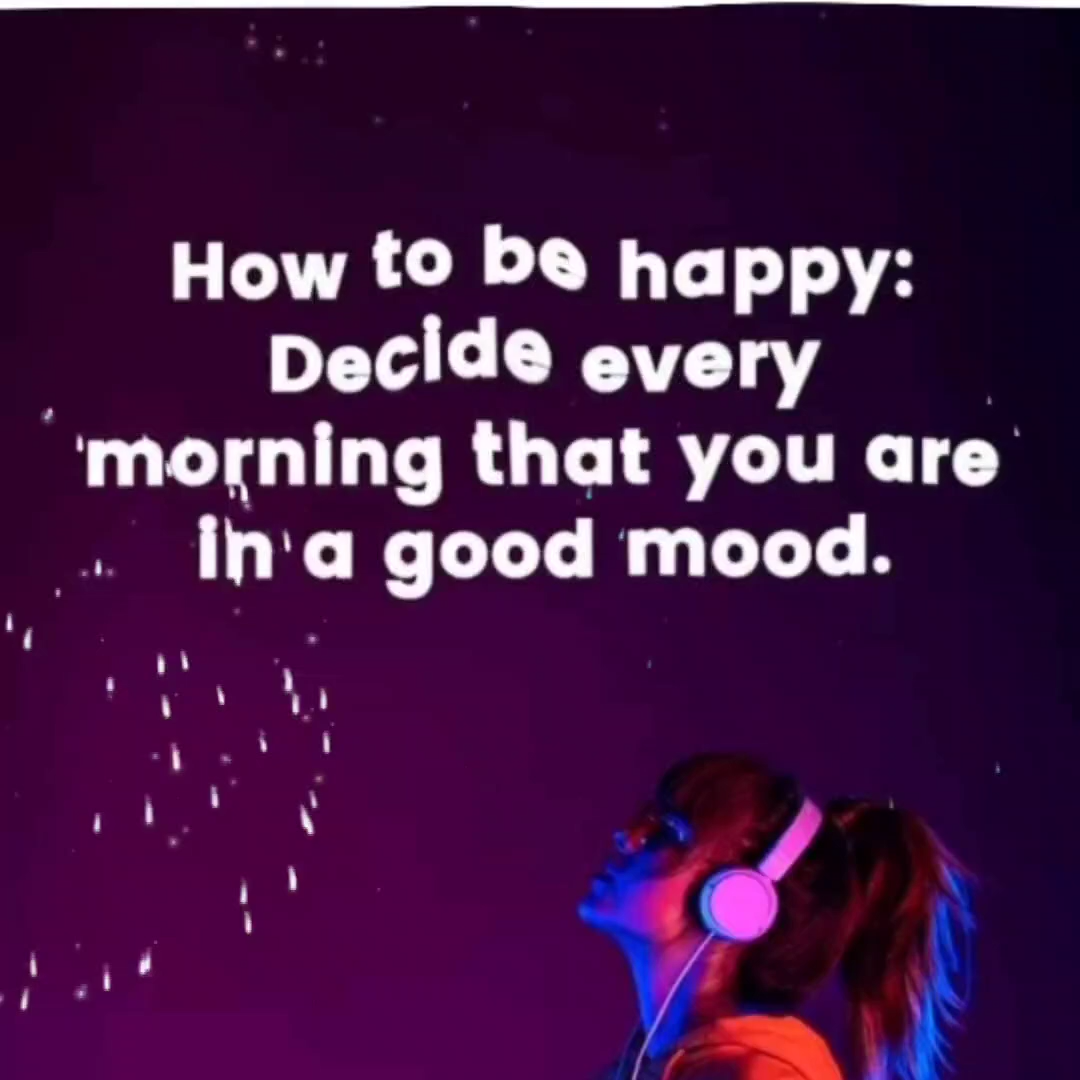 How to be happy:
Decide every
morning that you are
in a good mood.